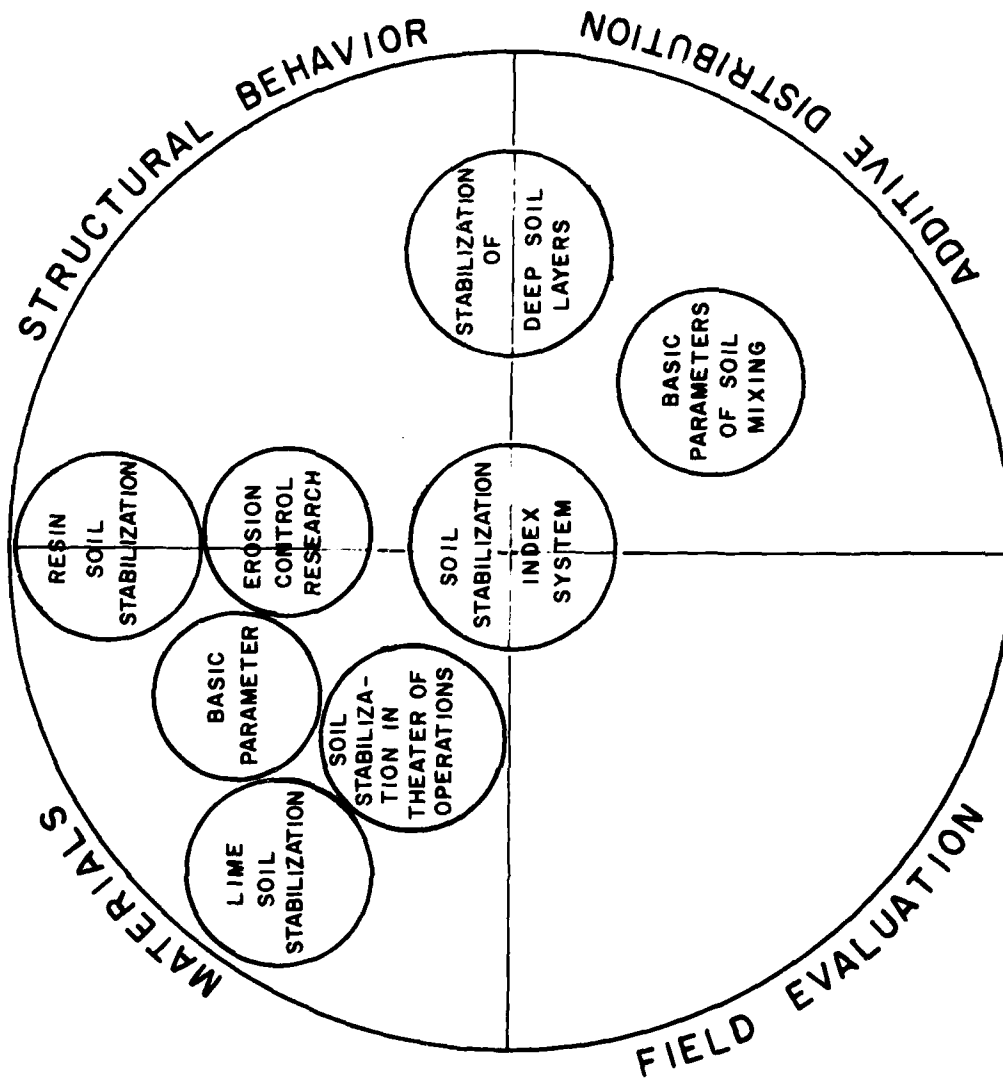 STRUCTURAL BEHAVIOR
ADDITIVE DISTRIBUTION
MATERIALS
FIELD EVALUATION
RESIN
SOIL
STABILIZATION
EROSION
CONTROL
RESEARCH
BASIC
PARAMETER
LIME
SOIL
STABILIZATION
SOIL
STABILIZA-
TION IN
THEATER OF
OPERATIONS
SOIL
STABILIZATION
INDEX
SYSTEM
STABILIZATION
OF
DEEP SOIL
LAYERS
BASIC
PARAMETERS
OF SOIL
MIXING